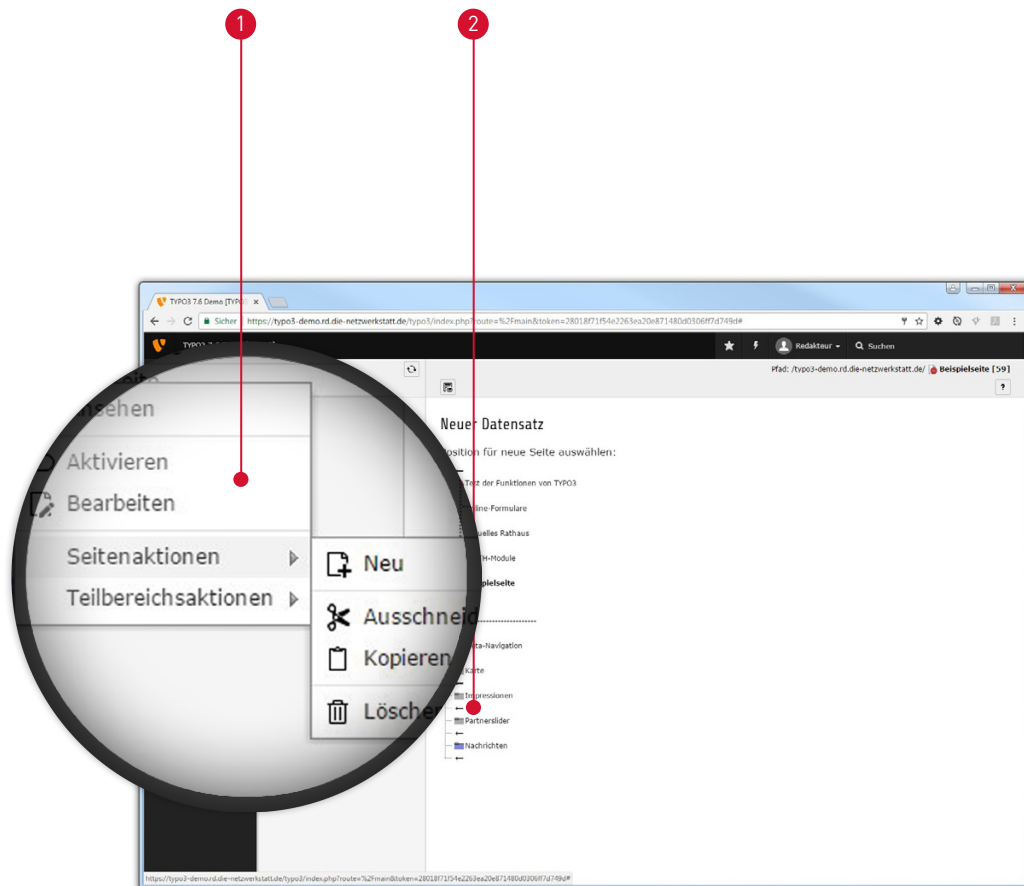 1
2
TYPO3 7.6 Demo [TYPO3
Sicher
https://typo3-demo.rd.die-netzwerkstatt.de/typo3/index.php?route=%2Fmain&token=28018f71f54e2263ea20e871480d0306ff7d749d#
Redakteur
Suchen
Pfad: /typo3-demo.rd.die-netzwerkstatt.de/ Beispielseite [59]
?
Neuer Datensatz
osition für neue Seite auswählen:
Test der Funktionen von TYPO3
line-Formulare
uelles Rathaus
H-Module
pielseite
--------------------
eta-Navigation
Karte
Impressionen
Partnerslider
Nachrichten
nsehen
Aktivieren
Bearbeiten
Seitenaktionen
Teilbereichsaktionen
Neu
Ausschneid
Kopieren
Löscher
https://typo3-demo.rd.die-netzwerkstatt.de/typo3/index.php?route=%2Fmain&token=28018f71f54e2263ea20e871480d0306ff7d749d#